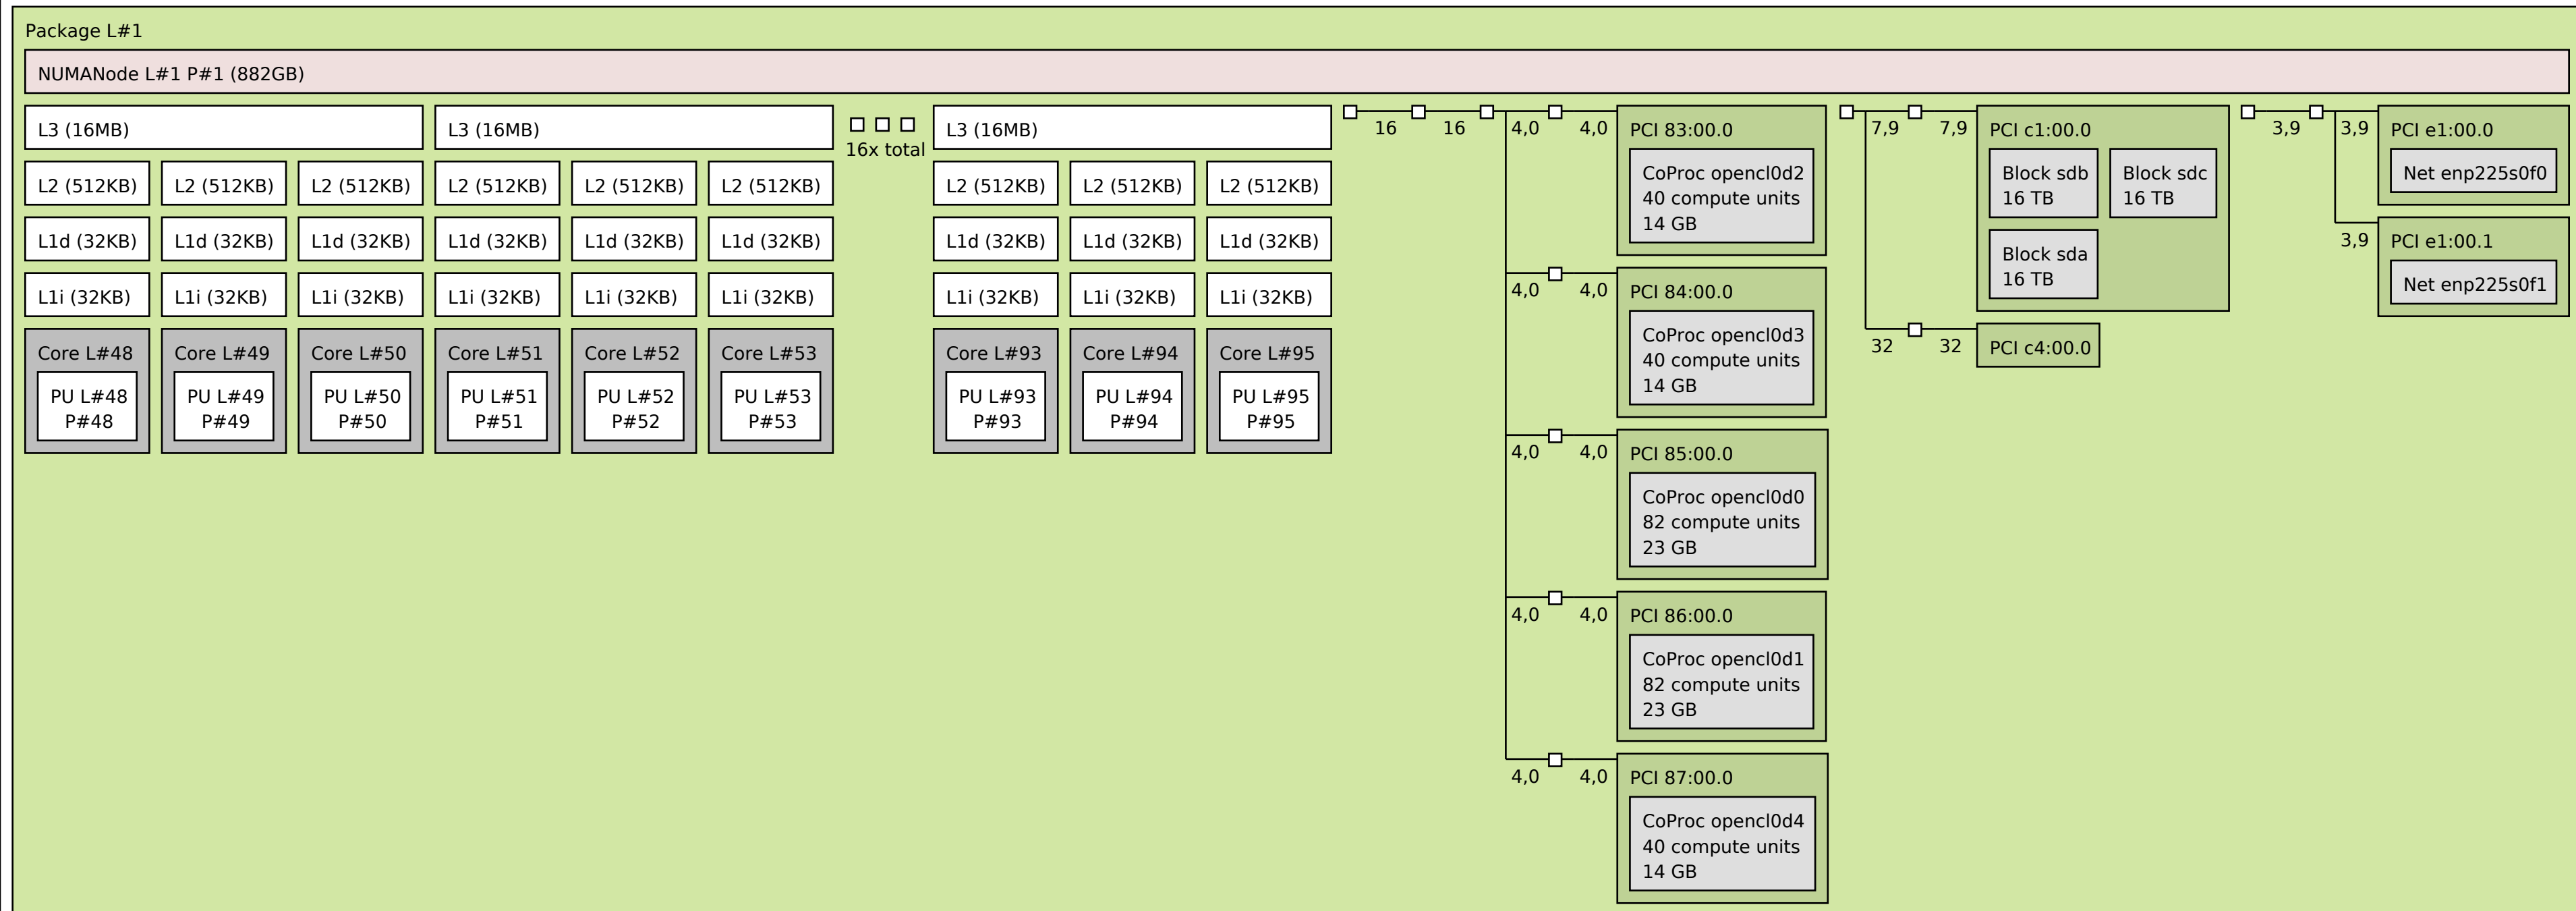 Package L#1
NUMANode L#1 P#1 (882GB)
L3 (16MB)
L3 (16MB)
16x total
L3 (16MB)
L2 (512KB)
L2 (512KB)
L2 (512KB)
L2 (512KB)
L2 (512KB)
L2 (512KB)
L2 (512KB)
L2 (512KB)
L2 (512KB)
L1d (32KB)
L1d (32KB)
L1d (32KB)
L1d (32KB)
L1d (32KB)
L1d (32KB)
L1d (32KB)
L1d (32KB)
L1d (32KB)
L1i (32KB)
L1i (32KB)
L1i (32KB)
L1i (32KB)
L1i (32KB)
L1i (32KB)
L1i (32KB)
L1i (32KB)
L1i (32KB)
Core L#48
PU L#48
P#48
Core L#49
PU L#49
P#49
Core L#50
PU L#50
P#50
Core L#51
PU L#51
P#51
Core L#52
PU L#52
P#52
Core L#53
PU L#53
P#53
Core L#93
PU L#93
P#93
Core L#94
PU L#94
P#94
Core L#95
PU L#95
P#95
16
16
4,0
4,0
PCI 83:00.0
CoProc opencl0d2
40 compute units
14 GB
4,0
4,0
PCI 84:00.0
CoProc opencl0d3
40 compute units
14 GB
4,0
4,0
PCI 85:00.0
CoProc opencl0d0
82 compute units
23 GB
4,0
4,0
PCI 86:00.0
CoProc opencl0d1
82 compute units
23 GB
4,0
4,0
PCI 87:00.0
CoProc opencl0d4
40 compute units
14 GB
7,9
7,9
PCI c1:00.0
Block sdb
16 TB
Block sdc
16 TB
Block sda
16 TB
32
32
PCI c4:00.0
3,9
3,9
PCI e1:00.0
Net enp225s0f0
3,9
PCI e1:00.1
Net enp225s0f1